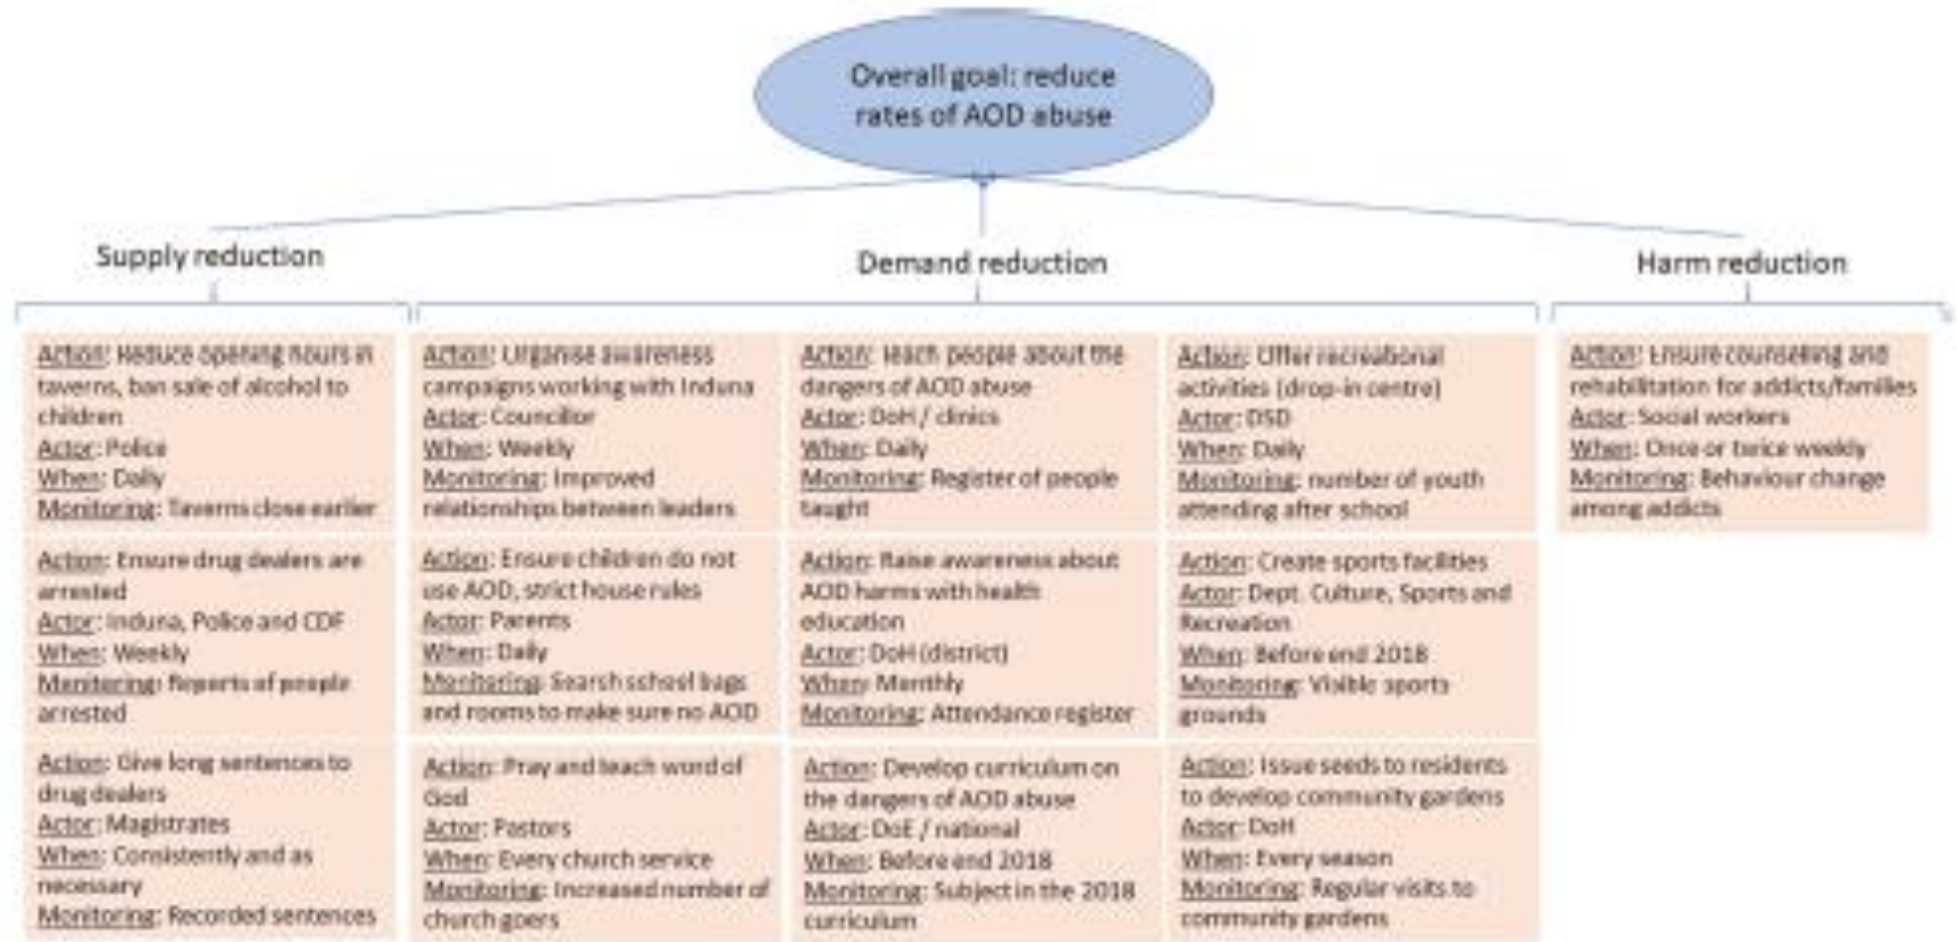 Overall goal: reduce
rates of AOD abuse
Supply reduction
Demand reduction
Harm reduction
Action: Reduce opening hours in
taverns, ban sale of alcohol to
children
Actor: Police
When: Daily
Monitoring: Taverns close earlier
Action: Ensure drug dealers are
arrested
Actor: Induna, Police and CDF
When: Weekly
Monitoring: Reports of people
arrested
Action: Give long sentences to
drug dealers
Actor: Magistrates
When: Consistently and as
necessary
Monitoring: Recorded sentences
Action: Organise awareness
campaigns working with Induna
Actor: Councillor
When: Weekly
Monitoring: Improved
relationships between leaders
Action: Ensure children do not
use AOD, strict house rules
Actor: Parents
When: Daily
Monitoring: Search school bags
and rooms to make sure no AOD
Action: Pray and teach word of
God
Actor: Pastors
When: Every church service
Monitoring: Increased number of
church goers
Action: Teach people about the
dangers of AOD abuse
Actor: DoH / clinics
When: Daily
Monitoring: Register of people
taught
Action: Raise awareness about
AOD harms with health
education
Actor: DoH (district)
When: Monthly
Monitoring: Attendance register
Action: Develop curriculum on
the dangers of AOD abuse
Actor: DoE / national
When: Before end 2018
Monitoring: Subject in the 2018
curriculum
Action: Offer recreational
activities (drop-in centre)
Actor: DSD
When: Daily
Monitoring: number of youth
attending after school
Action: Create sports facilities
Actor: Dept. Culture, Sports and
Recreation
When: Before end 2018
Monitoring: Visible sports
grounds
Action: Issue seeds to residents
to develop community gardens
Actor: DoH
When: Every season
Monitoring: Regular visits to
community gardens
Action: Ensure counselling and
rehabilitation for addicts/families
Actor: Social workers
When: Once or twice weekly
Monitoring: Behaviour change
among addicts